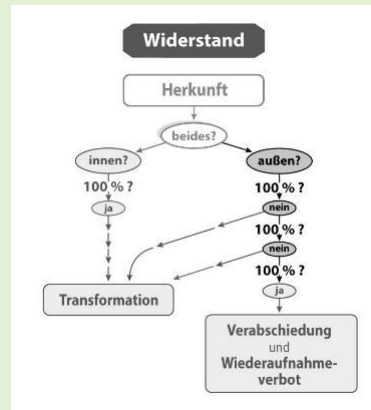 Widerstand
Herkunft
beides?
innen?
außen?
100 % ?
100 % ?
ja
nein
100 % ?
nein
100 % ?
ja
Transformation
Verabschiedung
und
Wiederaufnahme-
verbot